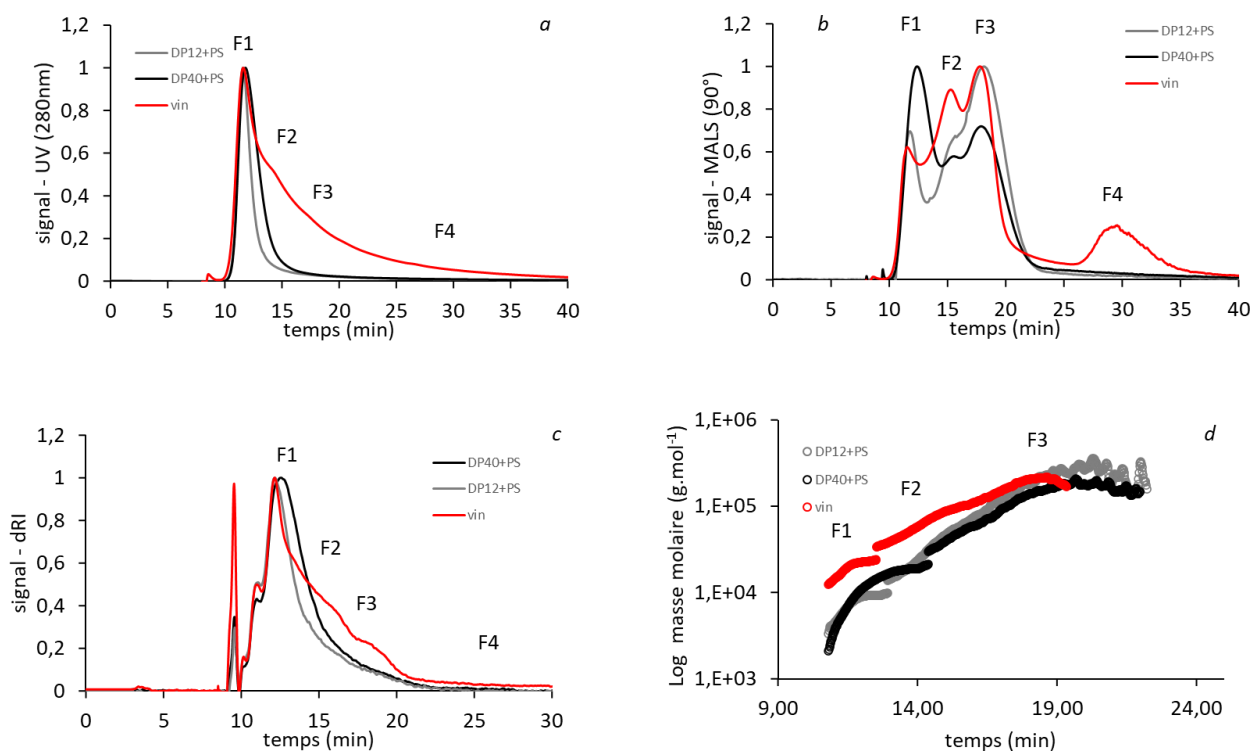 a
signal - UV (280nm)
1,2
1
0,8
0,6
0,4
0,2
0
F1
F2
F3
F4
DP12+PS
DP40+PS
vin
0 5 10 15 20 25 30 35 40
temps (min)
b
signal - MALS (90°)
1,2
1
0,8
0,6
0,4
0,2
0
F1
F2
F3
F4
DP12+PS
DP40+PS
vin
0 5 10 15 20 25 30 35 40
temps (min)
c
signal - dRI
1,2
1
0,8
0,6
0,4
0,2
0
F1
F2
F3
F4
DP40+PS
DP12+PS
vin
0 5 10 15 20 25 30
temps (min)
d
Log masse molaire (g.mol⁻¹)
1,E+06
1,E+05
1,E+04
1,E+03
F1
F2
F3
DP12+PS
DP40+PS
vin
9,00 14,00 19,00 24,00
temps (min)